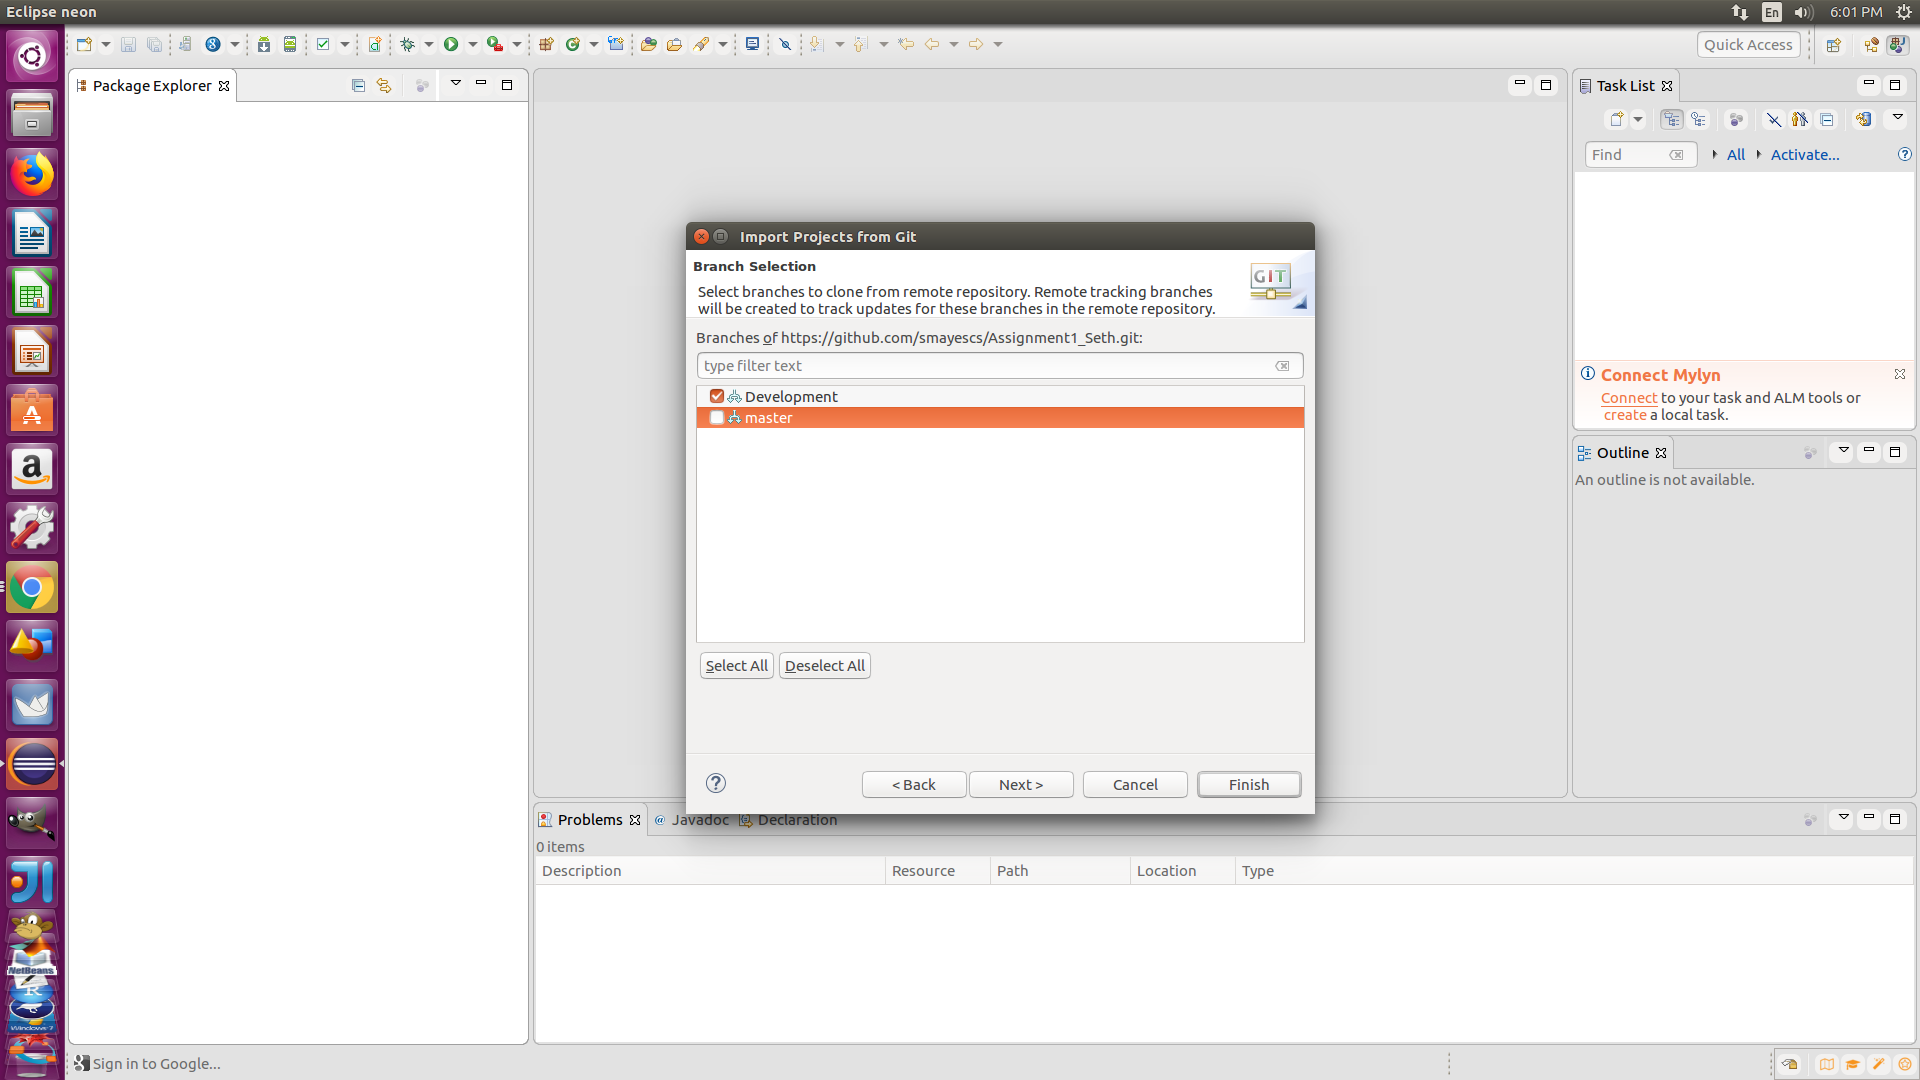 Eclipse neon
En
6:01 PM
Quick Access
Package Explorer
Task List
Find
All
Activate...
Connect Mylyn
Connect to your task and ALM tools or
create a local task.
Outline
An outline is not available.
Import Projects from Git
Branch Selection
Select branches to clone from remote repository. Remote tracking branches
will be created to track updates for these branches in the remote repository.
GIT
Branches of https://github.com/smayescs/Assignment1_Seth.git:
type filter text
Development
master
Select All
Deselect All
< Back
Next >
Cancel
Finish
Problems
Javadoc
Declaration
0 items
Description
Resource
Path
Location
Type
NetBeans
R
Windows 7
Sign in to Google...